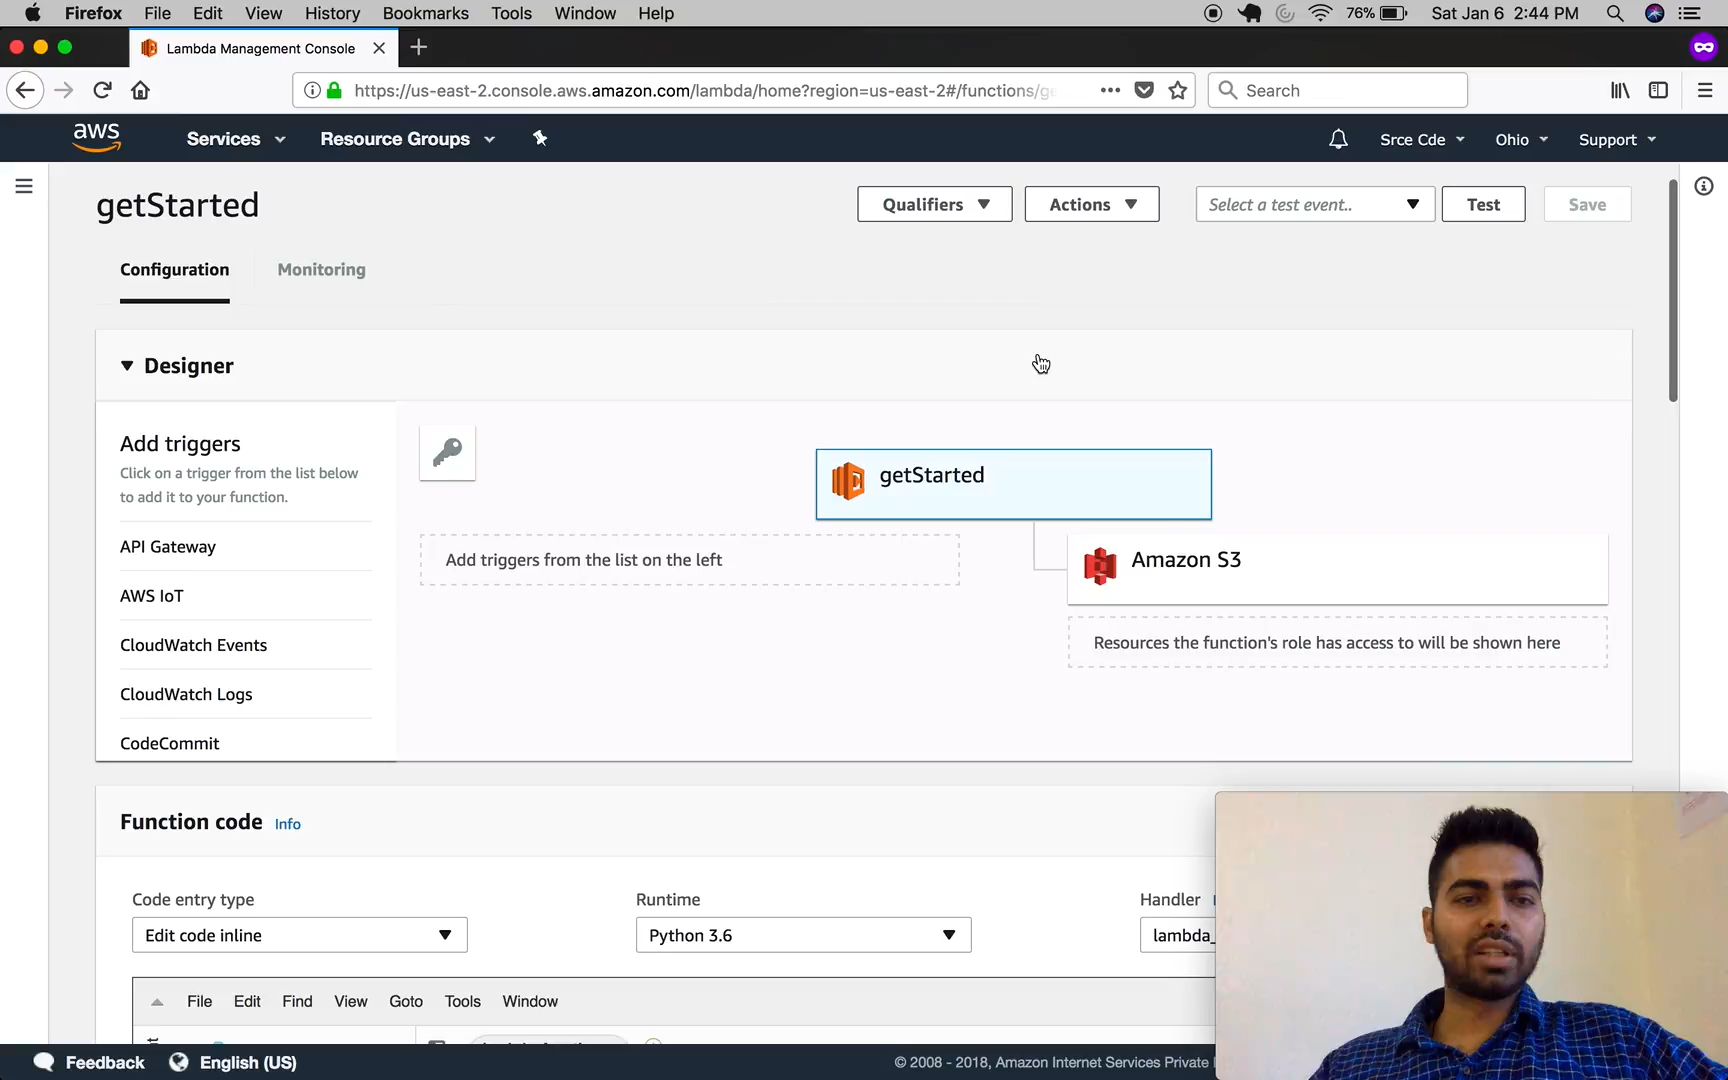 Firefox File Edit View History Bookmarks Tools Window Help 76% Sat Jan 6 2:44 PM
Lambda Management Console
https://us-east-2.console.aws.amazon.com/lambda/home?region=us-east-2#/functions/ge
Search
aws Services Resource Groups Srce Cde Ohio Support
getStarted
Qualifiers Actions Select a test event.. Test Save
Configuration Monitoring
Designer
Add triggers
Click on a trigger from the list below
to add it to your function.
API Gateway
AWS IoT
CloudWatch Events
CloudWatch Logs
CodeCommit
getStarted
Add triggers from the list on the left
Amazon S3
Resources the function's role has access to will be shown here
Function code Info
Code entry type Runtime Handler
Edit code inline Python 3.6 lambda_
File Edit Find View Goto Tools Window
Feedback English (US) © 2008 - 2018, Amazon Internet Services Private